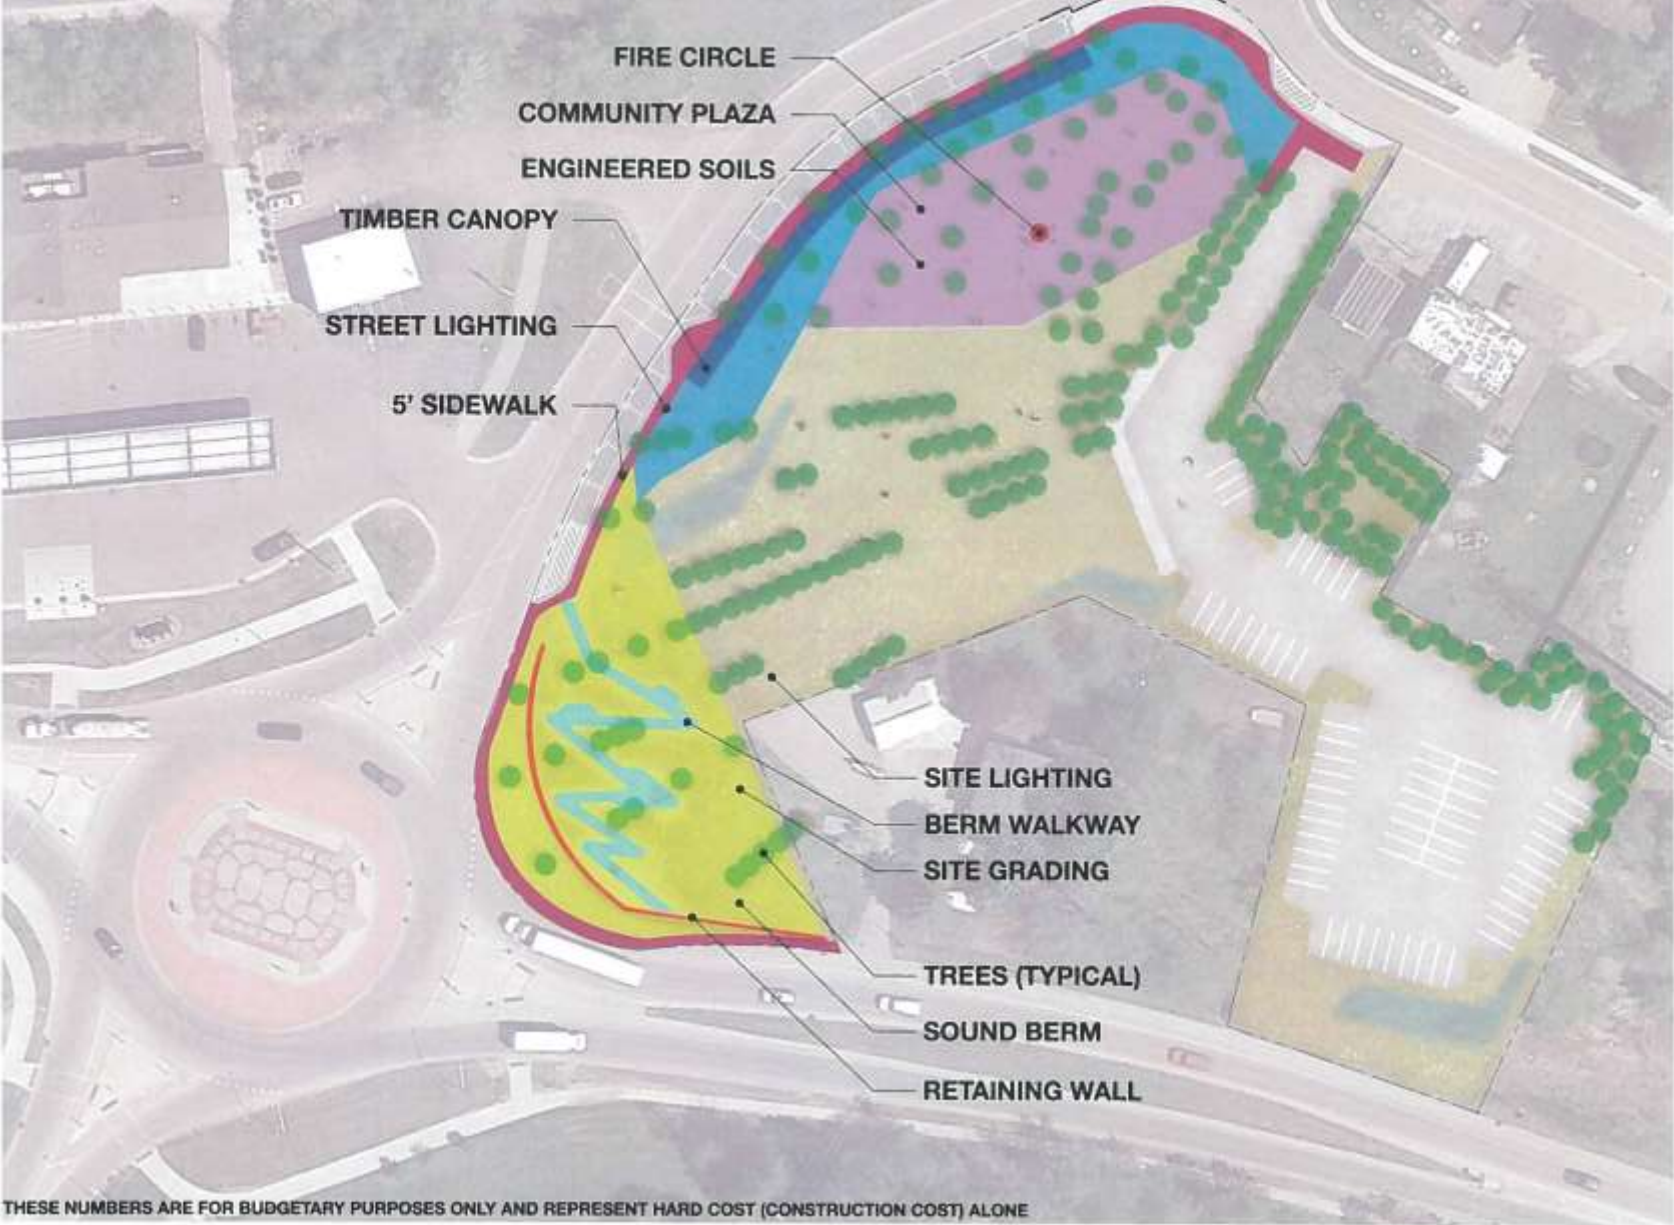 FIRE CIRCLE
COMMUNITY PLAZA
ENGINEERED SOILS
TIMBER CANOPY
STREET LIGHTING
5' SIDEWALK
SITE LIGHTING
BERM WALKWAY
SITE GRADING
TREES (TYPICAL)
SOUND BERM
RETAINING WALL
THESE NUMBERS ARE FOR BUDGETARY PURPOSES ONLY AND REPRESENT HARD COST (CONSTRUCTION COST) ALONE